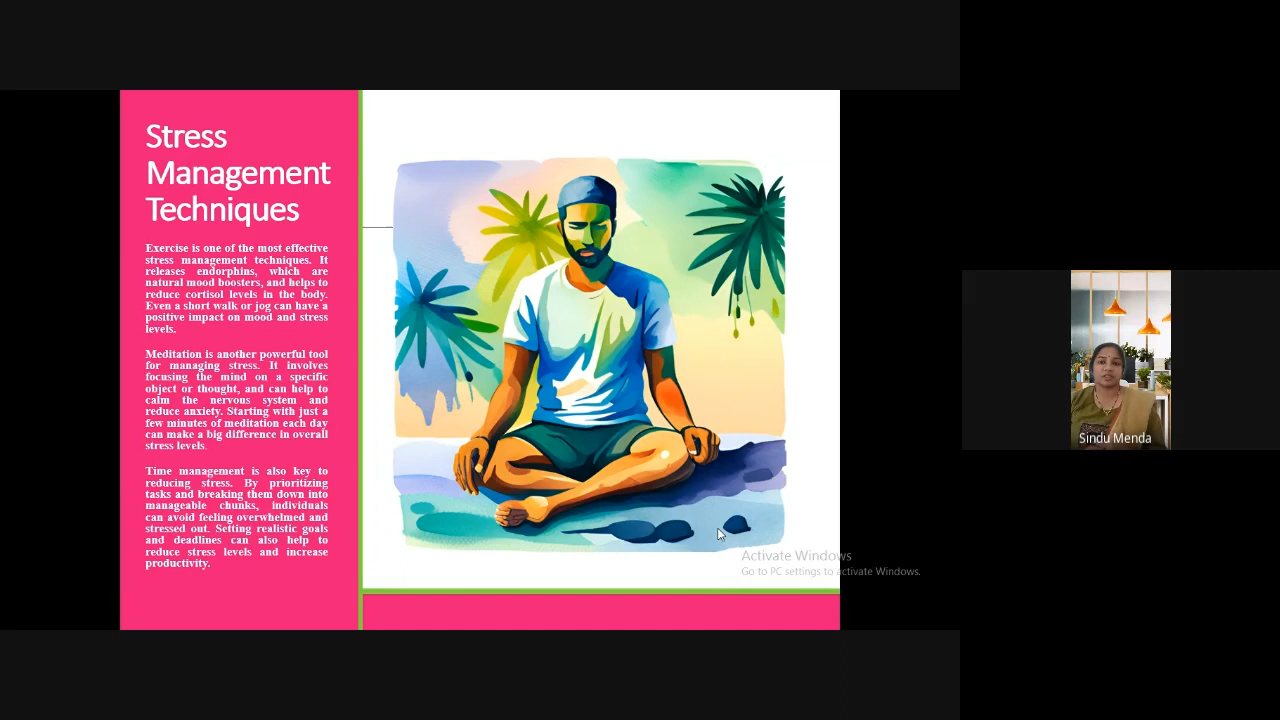 Stress
Management
Techniques
Exercise is one of the most effective
stress management techniques. It
releases endorphins, which are
natural mood boosters, and helps to
reduce cortisol levels in the body.
Even a short walk or jog can have a
positive impact on mood and stress
levels.
Meditation is another powerful tool
for managing stress. It involves
focusing the mind on a specific
object or thought, and can help to
calm the nervous system and
reduce anxiety. Starting with just a
few minutes of meditation each day
can make a big difference in overall
stress levels.
Time management is also key to
reducing stress. By prioritizing
tasks and breaking them down into
manageable chunks, individuals
can avoid feeling overwhelmed and
stressed out. Setting realistic goals
and deadlines can also help to
reduce stress levels and increase
productivity.
Activate Windows
Go to PC settings to activate Windows.
Sindu Menda